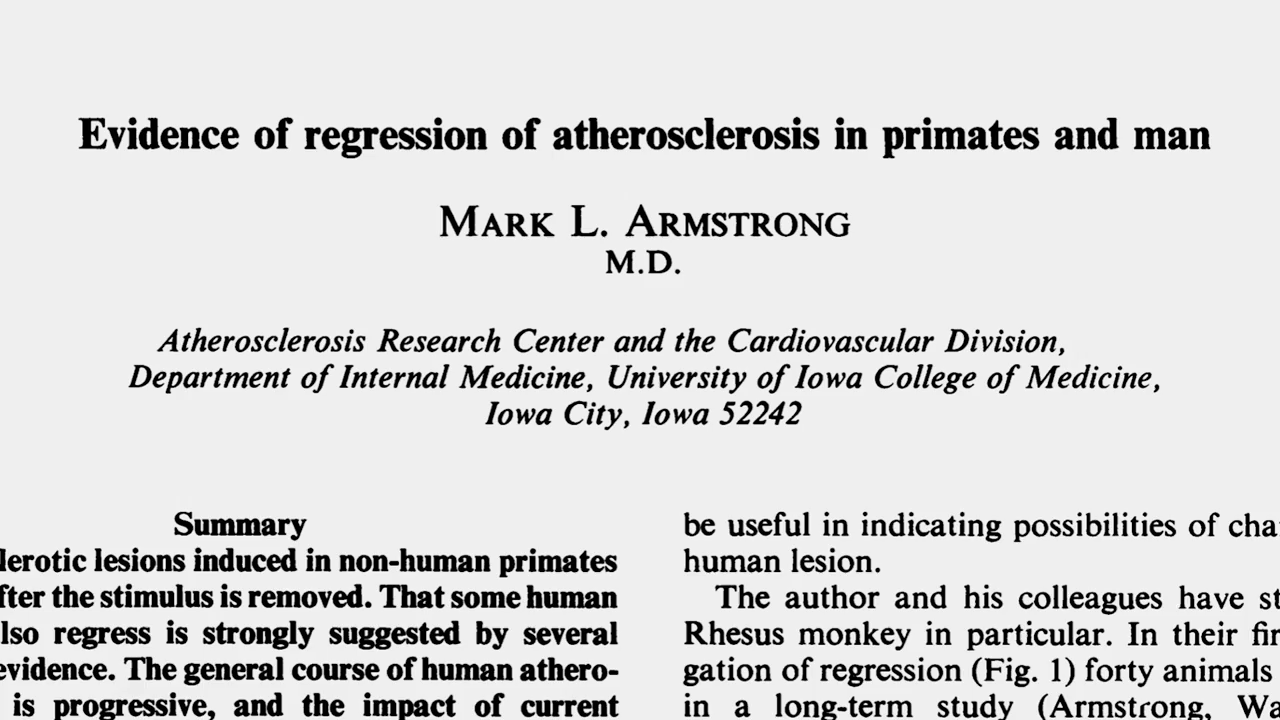 Evidence of regression of atherosclerosis in primates and man
MARK L. ARMSTRONG
M.D.
Atherosclerosis Research Center and the Cardiovascular Division,
Department of Internal Medicine, University of Iowa College of Medicine,
Iowa City, Iowa 52242
Summary
lerotic lesions induced in non-human primates
fter the stimulus is removed. That some human
lso regress is strongly suggested by several
evidence. The general course of human athero-
is progressive, and the impact of current
be useful in indicating possibilities of cha
human lesion.
The author and his colleagues have st
Rhesus monkey in particular. In their fir
gation of regression (Fig. 1) forty animals
in a long-term study (Armstrong, Wa